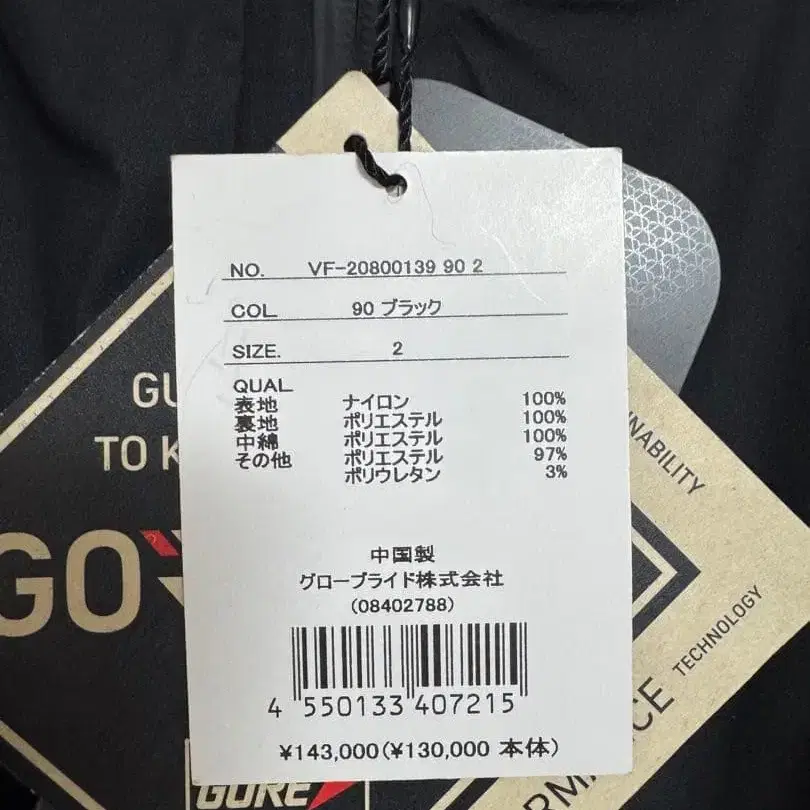 NO. VF-20800139 90 2
COL 90 ブラック
SIZE. 2
QUAL
表地 ナイロン 100%
裏地 ポリエステル 100%
中綿 ポリエステル 100%
その他 ポリエステル 97%
ポリウレタン 3%
中国製
グローブライド株式会社
(08402788)
4 550133 407215
¥143,000(¥130,000 本体)
GU
TO K
GO
GORE
TECHNOLOGY